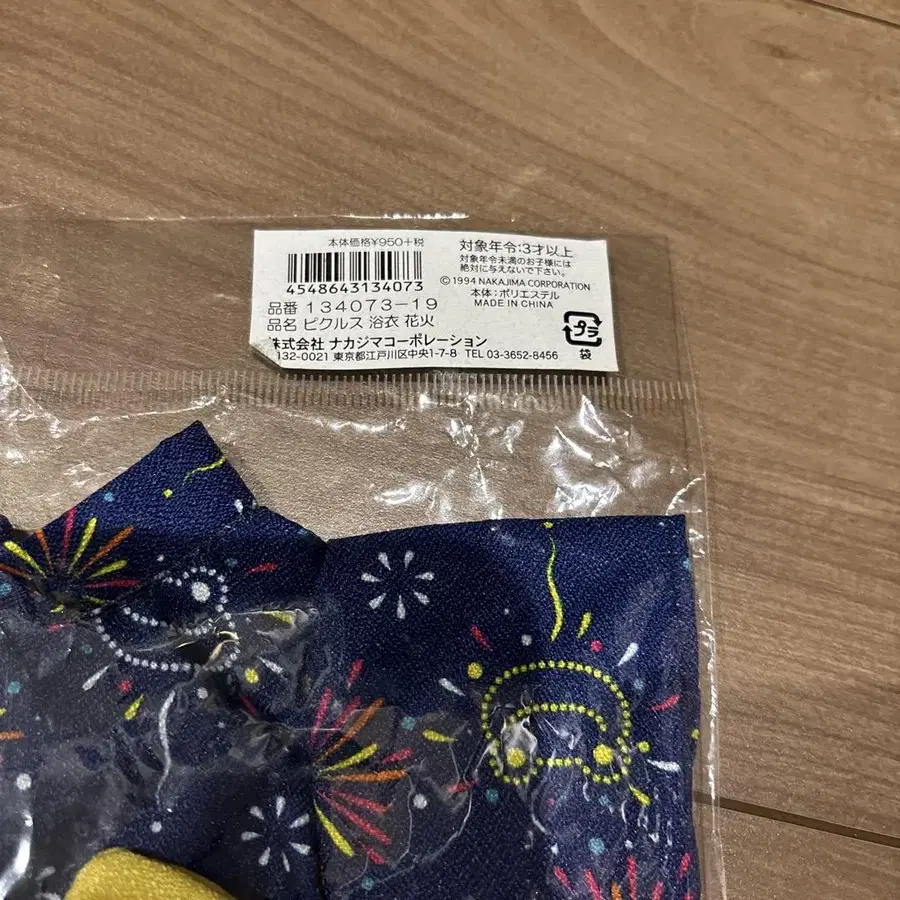 本体価格¥950+税
4548643134073
品番 134073-19
品名 ピクルス 浴衣 花火
株式会社 ナカジマコーポレーション
132-0021 東京都江戸川区中央1-7-8 TEL 03-3652-8456
対象年令:3才以上
対象年令未満のお子様には
絶対に与えないで下さい。
©1994 NAKAJIMA CORPORATION
本体:ポリエステル
MADE IN CHINA
プラ
袋